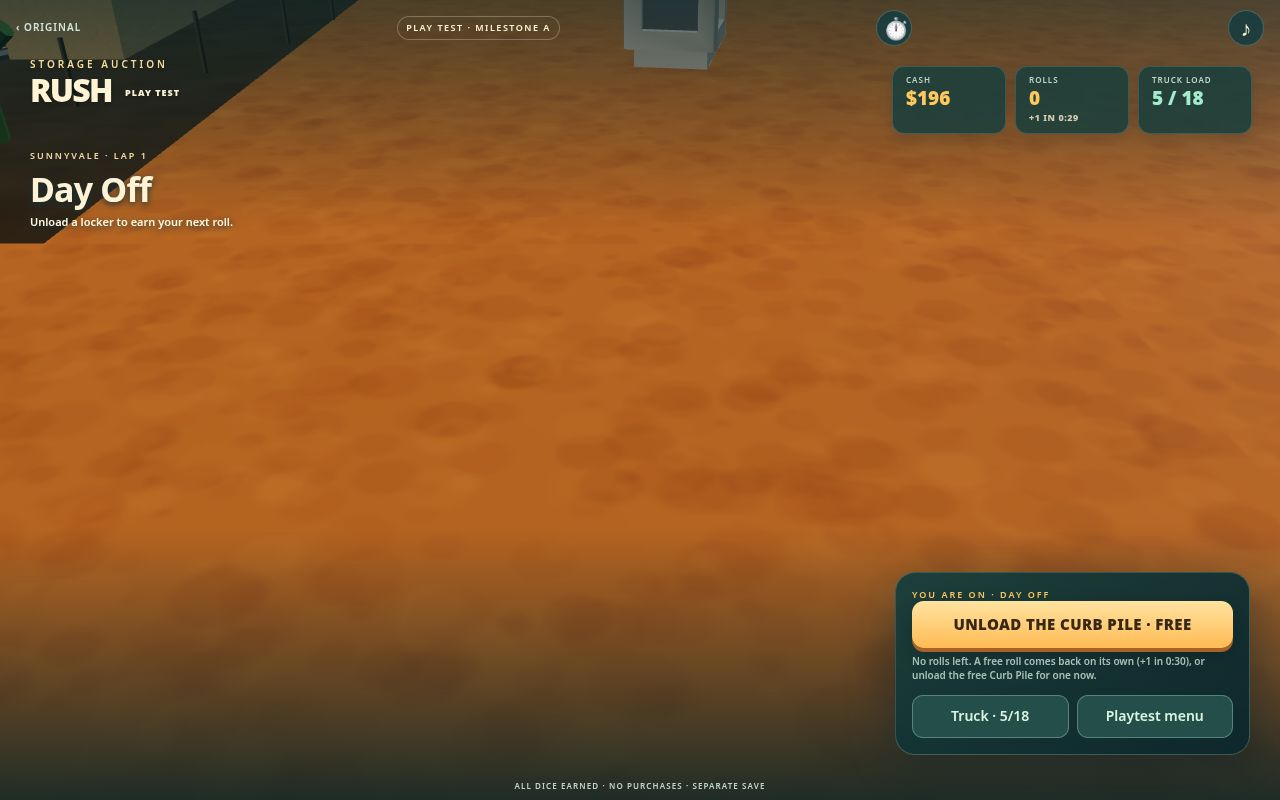 ‹ ORIGINAL
PLAY TEST · MILESTONE A
STORAGE AUCTION
RUSH PLAY TEST
CASH
$196
ROLLS
0
+1 IN 0:29
TRUCK LOAD
5 / 18
SUNNYVALE · LAP 1
Day Off
Unload a locker to earn your next roll.
YOU ARE ON · DAY OFF
UNLOAD THE CURB PILE · FREE
No rolls left. A free roll comes back on its own (+1 in 0:30), or
unload the free Curb Pile for one now.
Truck · 5/18
Playtest menu
ALL DICE EARNED · NO PURCHASES · SEPARATE SAVE